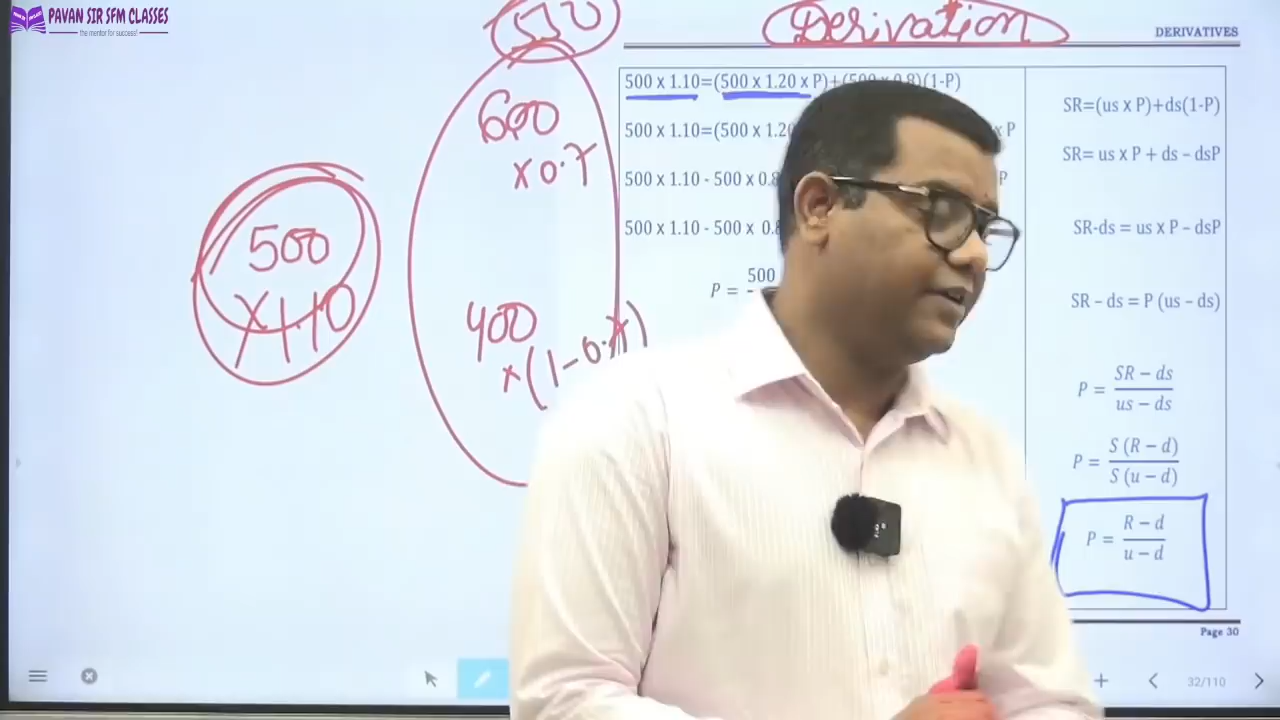 PAVAN SIR SFM CLASSES
the mentor for success!
550
Derivation
DERIVATIVES
600
x 0.7
500
x 1.10
400
x (1-0.7)
500 x 1.10=(500 x 1.20 x P)+(500 x 0.8)(1-P)
500 x 1.10=(500 x 1.20 x P
500 x 1.10 - 500 x 0.8 P
500 x 1.10 - 500 x 0.8
P = 500
SR=(us x P)+ds(1-P)
SR= us x P + ds – dsP
SR-ds = us x P – dsP
SR – ds = P (us - ds)
P = SR – ds
us – ds
P = S (R – d)
S (u – d)
P = R – d
u – d
Page 30
32/110